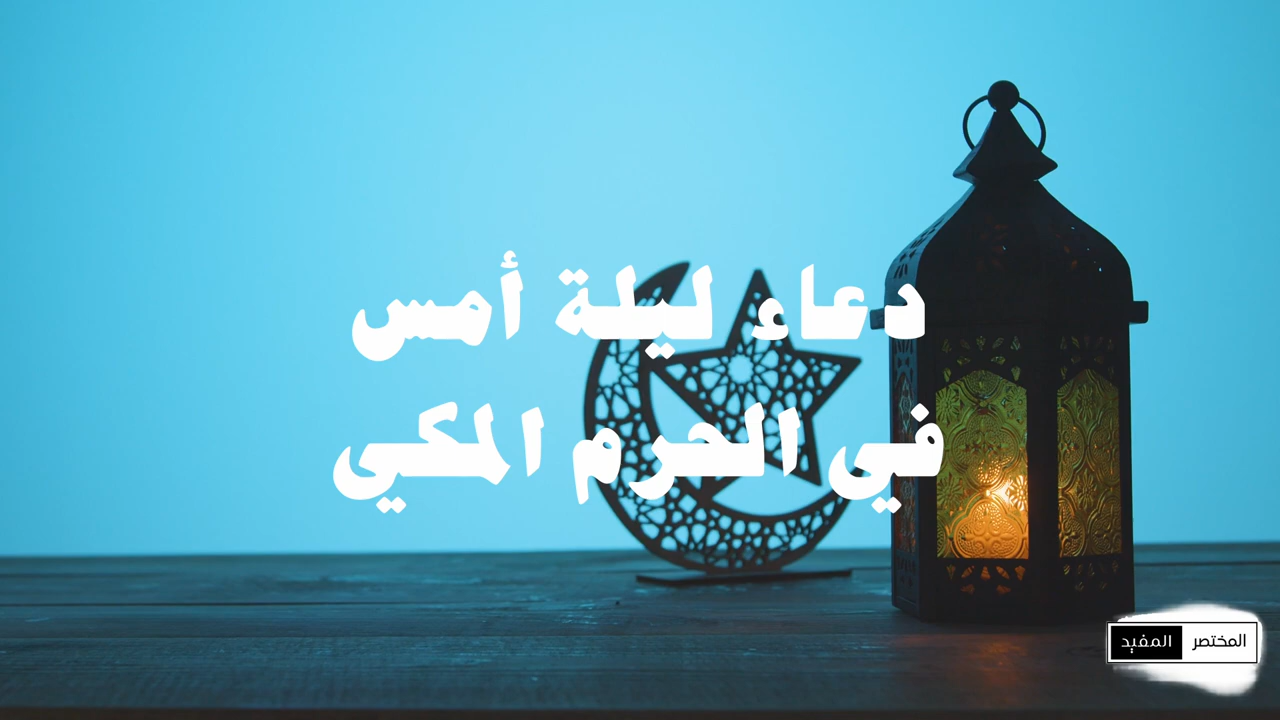 دعاء ليلة أمس
في الحرم المكي
المختصر المفيد